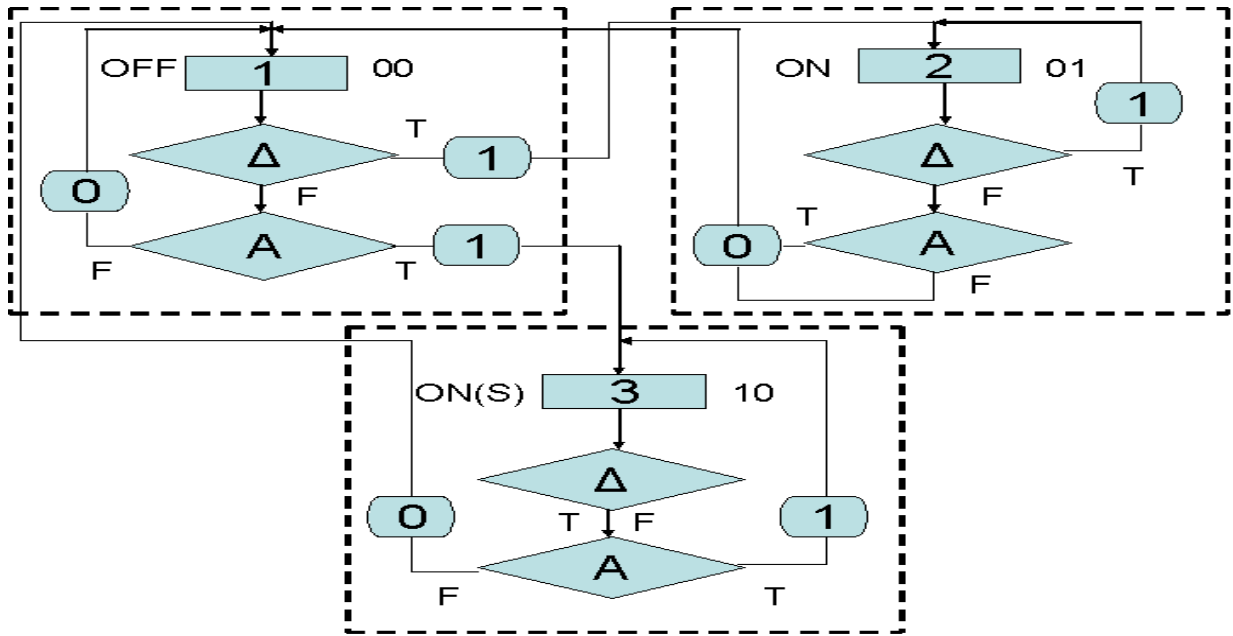 OFF 1 00
T
Δ 1
0
F
A 1
F T
ON 2 01
1
Δ
T
F
T
0 A
F
ON(S) 3 10
Δ
0 T F 1
A
F T